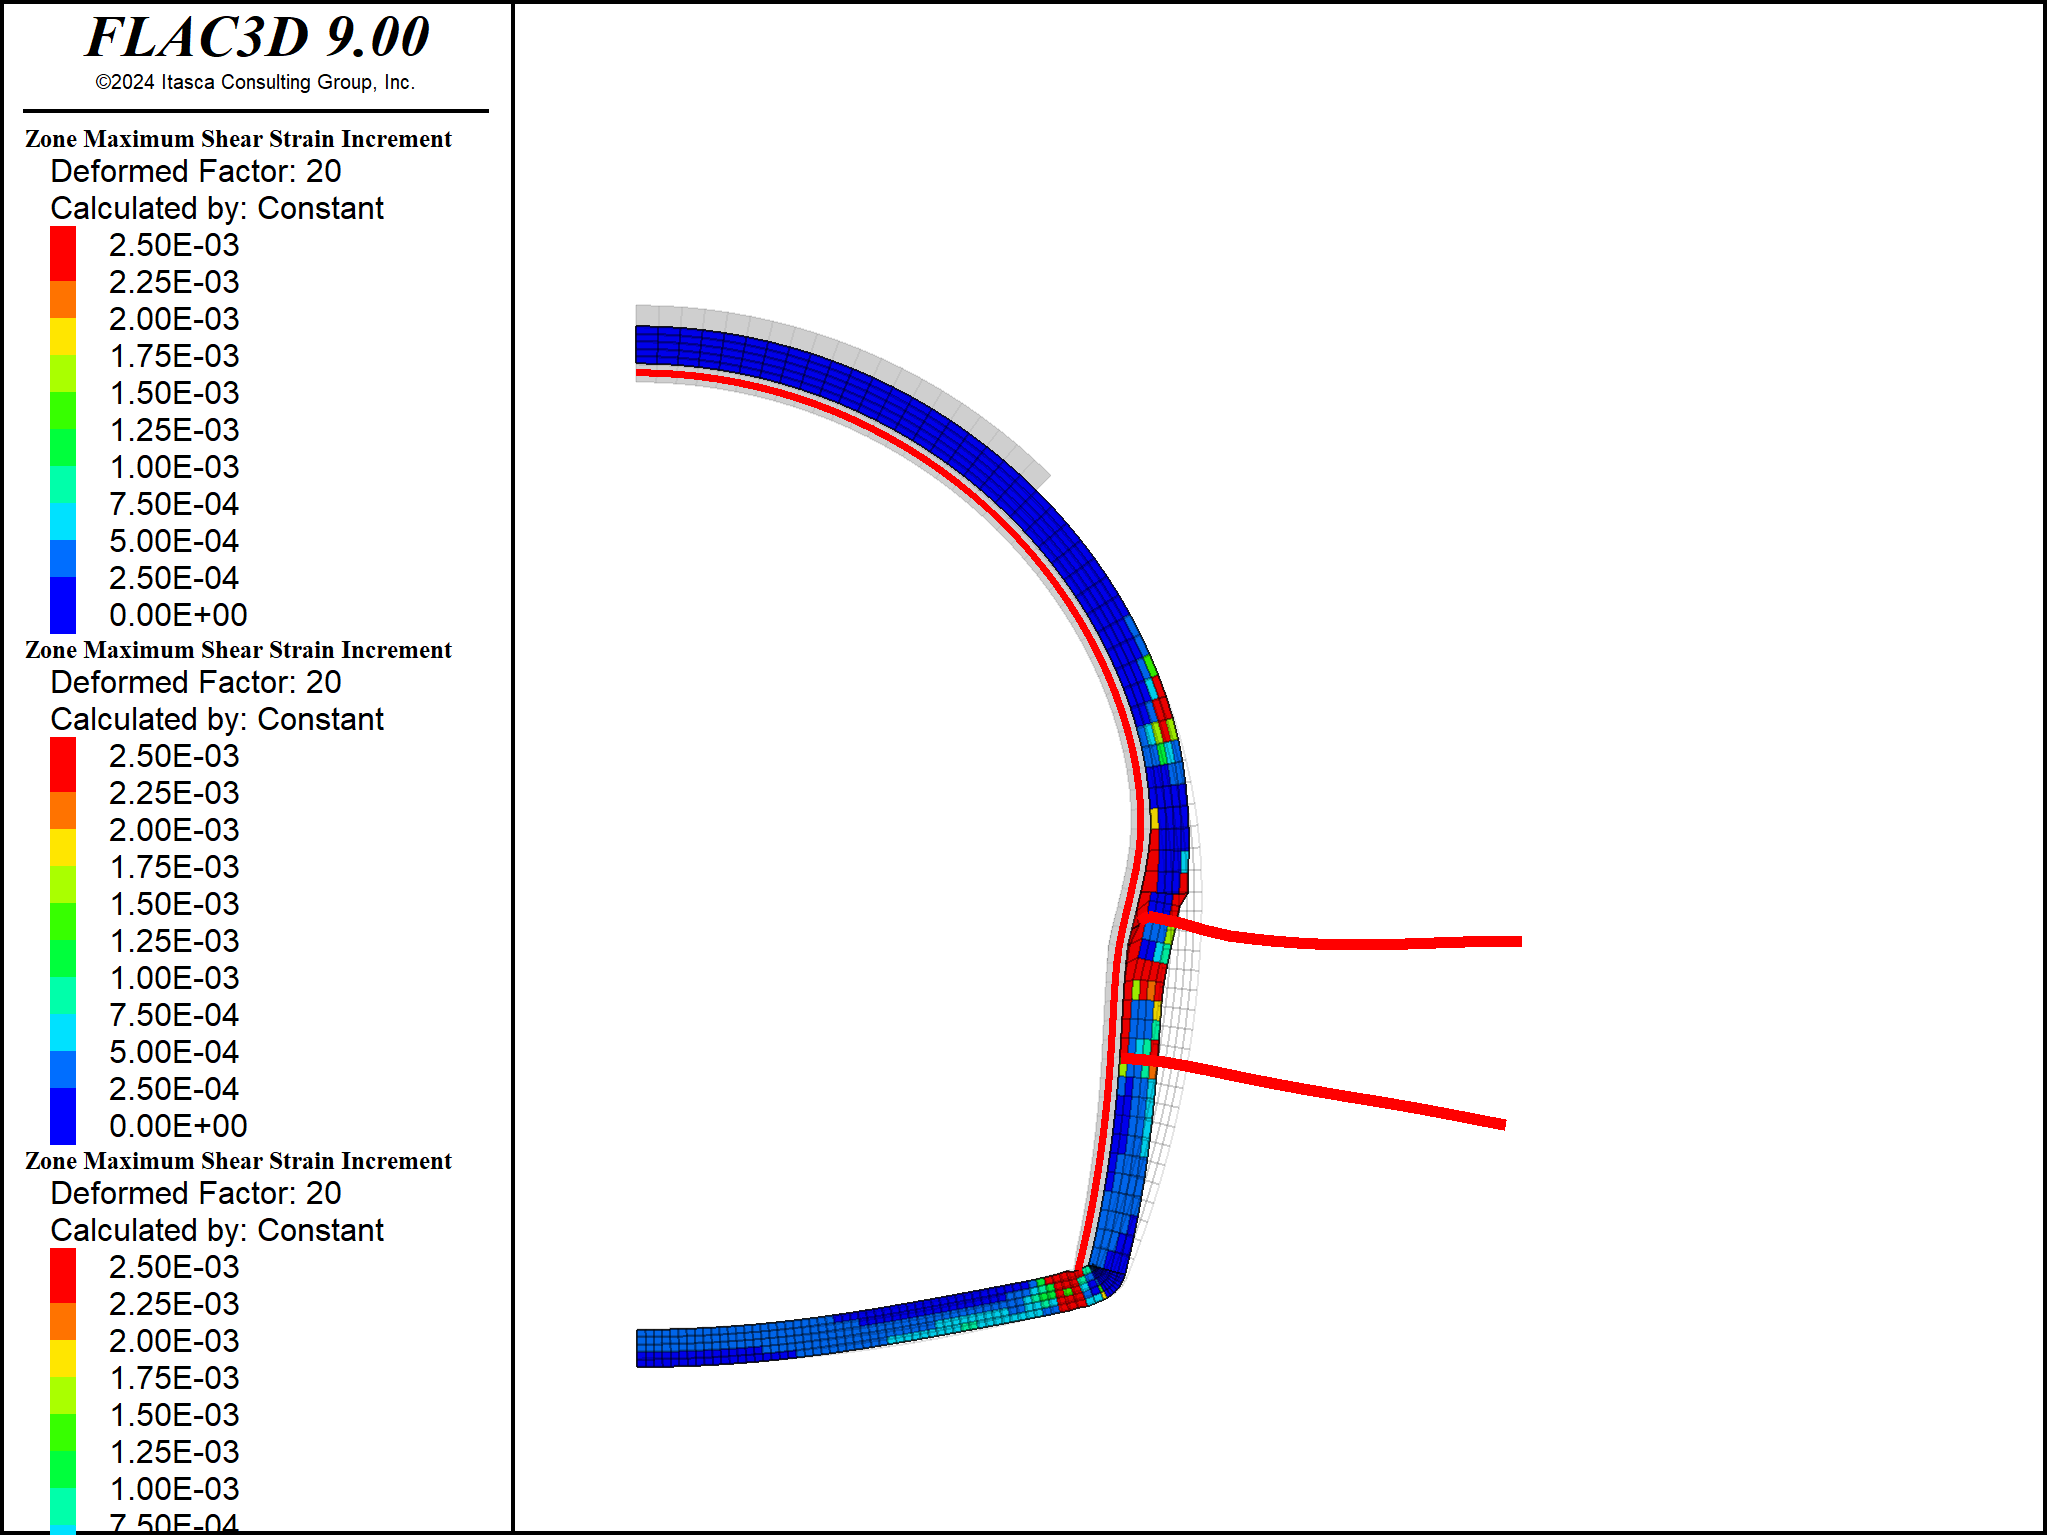 FLAC3D 9.00
©2024 Itasca Consulting Group, Inc.
Zone Maximum Shear Strain Increment
Deformed Factor: 20
Calculated by: Constant
2.50E-03
2.25E-03
2.00E-03
1.75E-03
1.50E-03
1.25E-03
1.00E-03
7.50E-04
5.00E-04
2.50E-04
0.00E+00
Zone Maximum Shear Strain Increment
Deformed Factor: 20
Calculated by: Constant
2.50E-03
2.25E-03
2.00E-03
1.75E-03
1.50E-03
1.25E-03
1.00E-03
7.50E-04
5.00E-04
2.50E-04
0.00E+00
Zone Maximum Shear Strain Increment
Deformed Factor: 20
Calculated by: Constant
2.50E-03
2.25E-03
2.00E-03
1.75E-03
1.50E-03
1.25E-03
1.00E-03
7.50E-04